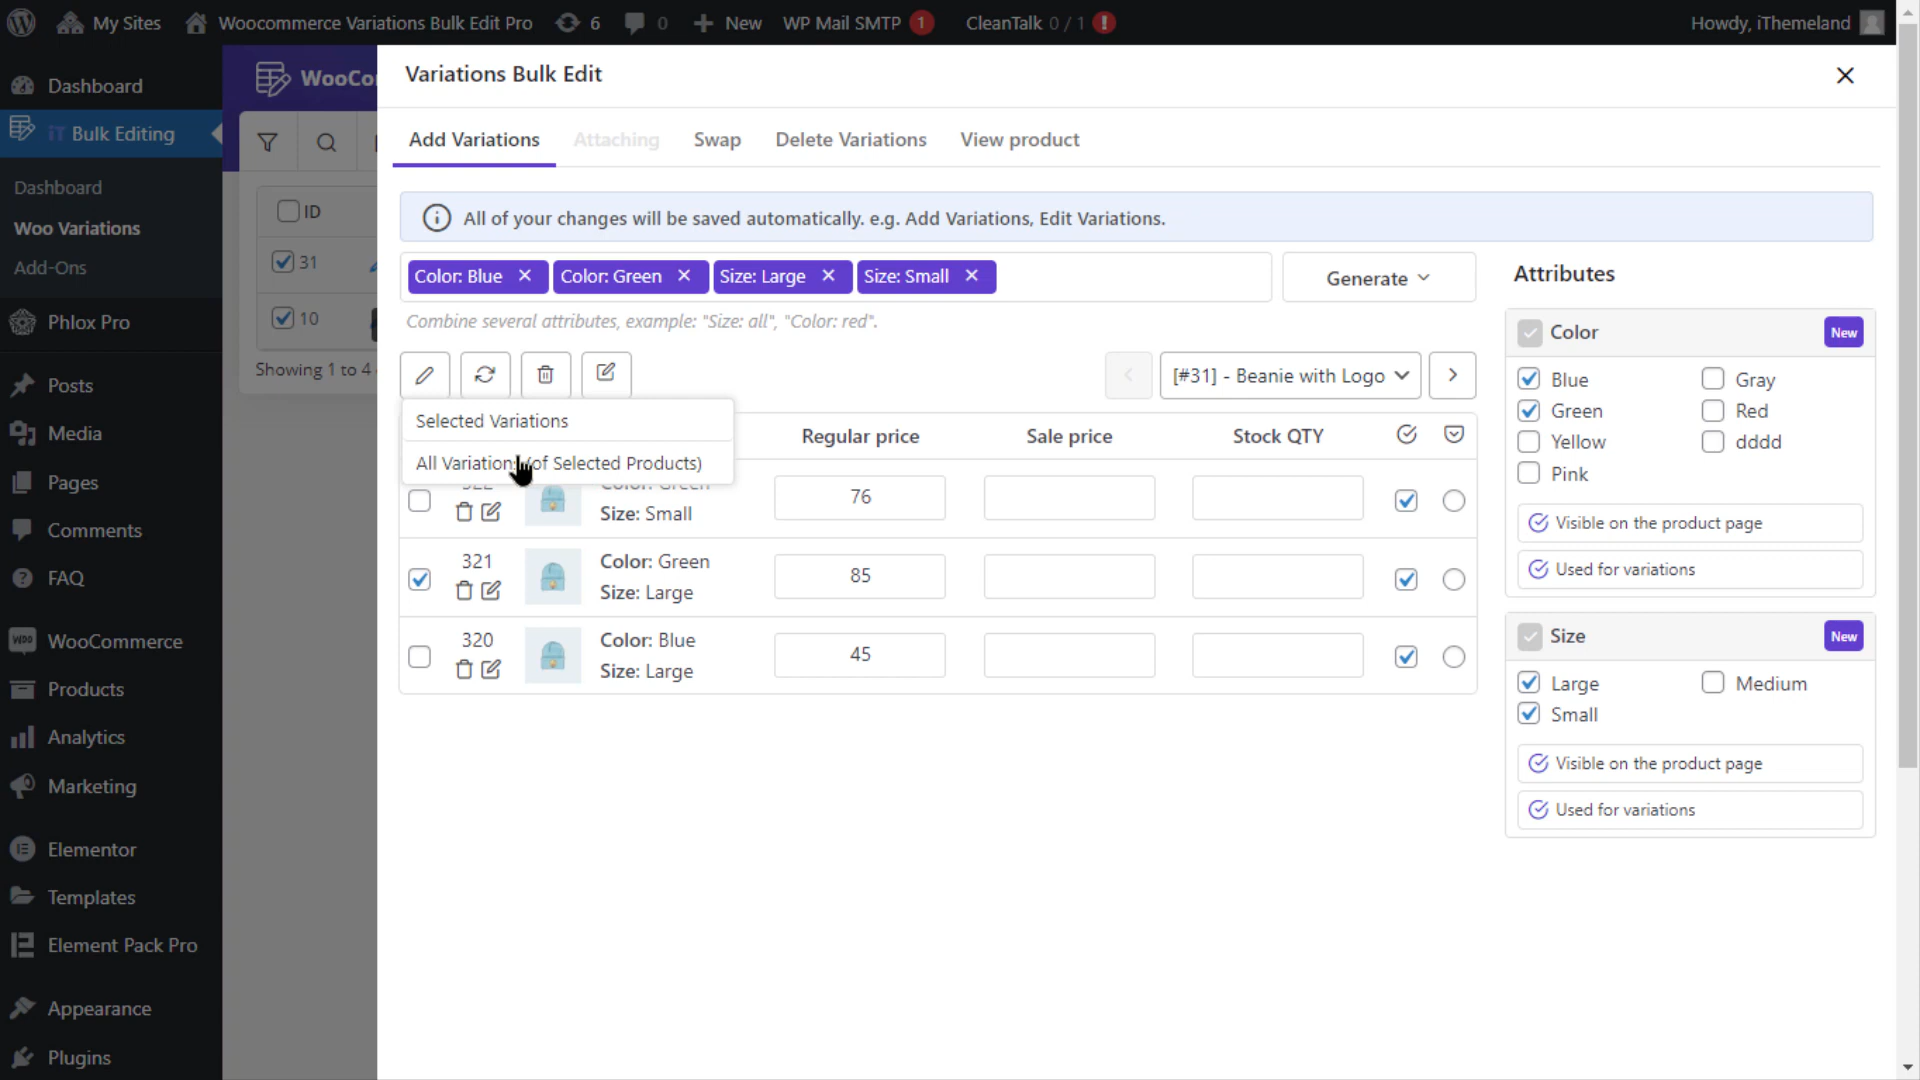 My Sites
Woocommerce Variations Bulk Edit Pro
6
0
New
WP Mail SMTP 1
CleanTalk 0 / 1 !
Howdy, iThemeland
Dashboard
iT Bulk Editing
Dashboard
Woo Variations
Add-Ons
Phlox Pro
Posts
Media
Pages
Comments
FAQ
WooCommerce
Products
Analytics
Marketing
Elementor
Templates
Element Pack Pro
Appearance
Plugins
WooCo
ID
31
10
Showing 1 to 4
Variations Bulk Edit
Add Variations
Attaching
Swap
Delete Variations
View product
All of your changes will be saved automatically. e.g. Add Variations, Edit Variations.
Color: Blue ×
Color: Green ×
Size: Large ×
Size: Small ×
Generate
Combine several attributes, example: "Size: all", "Color: red".
[#31] - Beanie with Logo
Selected Variations
All Variations (of Selected Products)
Regular price
Sale price
Stock QTY
322
Color: Green
Size: Small
76
321
Color: Green
Size: Large
85
320
Color: Blue
Size: Large
45
Attributes
Color
New
Blue
Gray
Green
Red
Yellow
dddd
Pink
Visible on the product page
Used for variations
Size
New
Large
Medium
Small
Visible on the product page
Used for variations